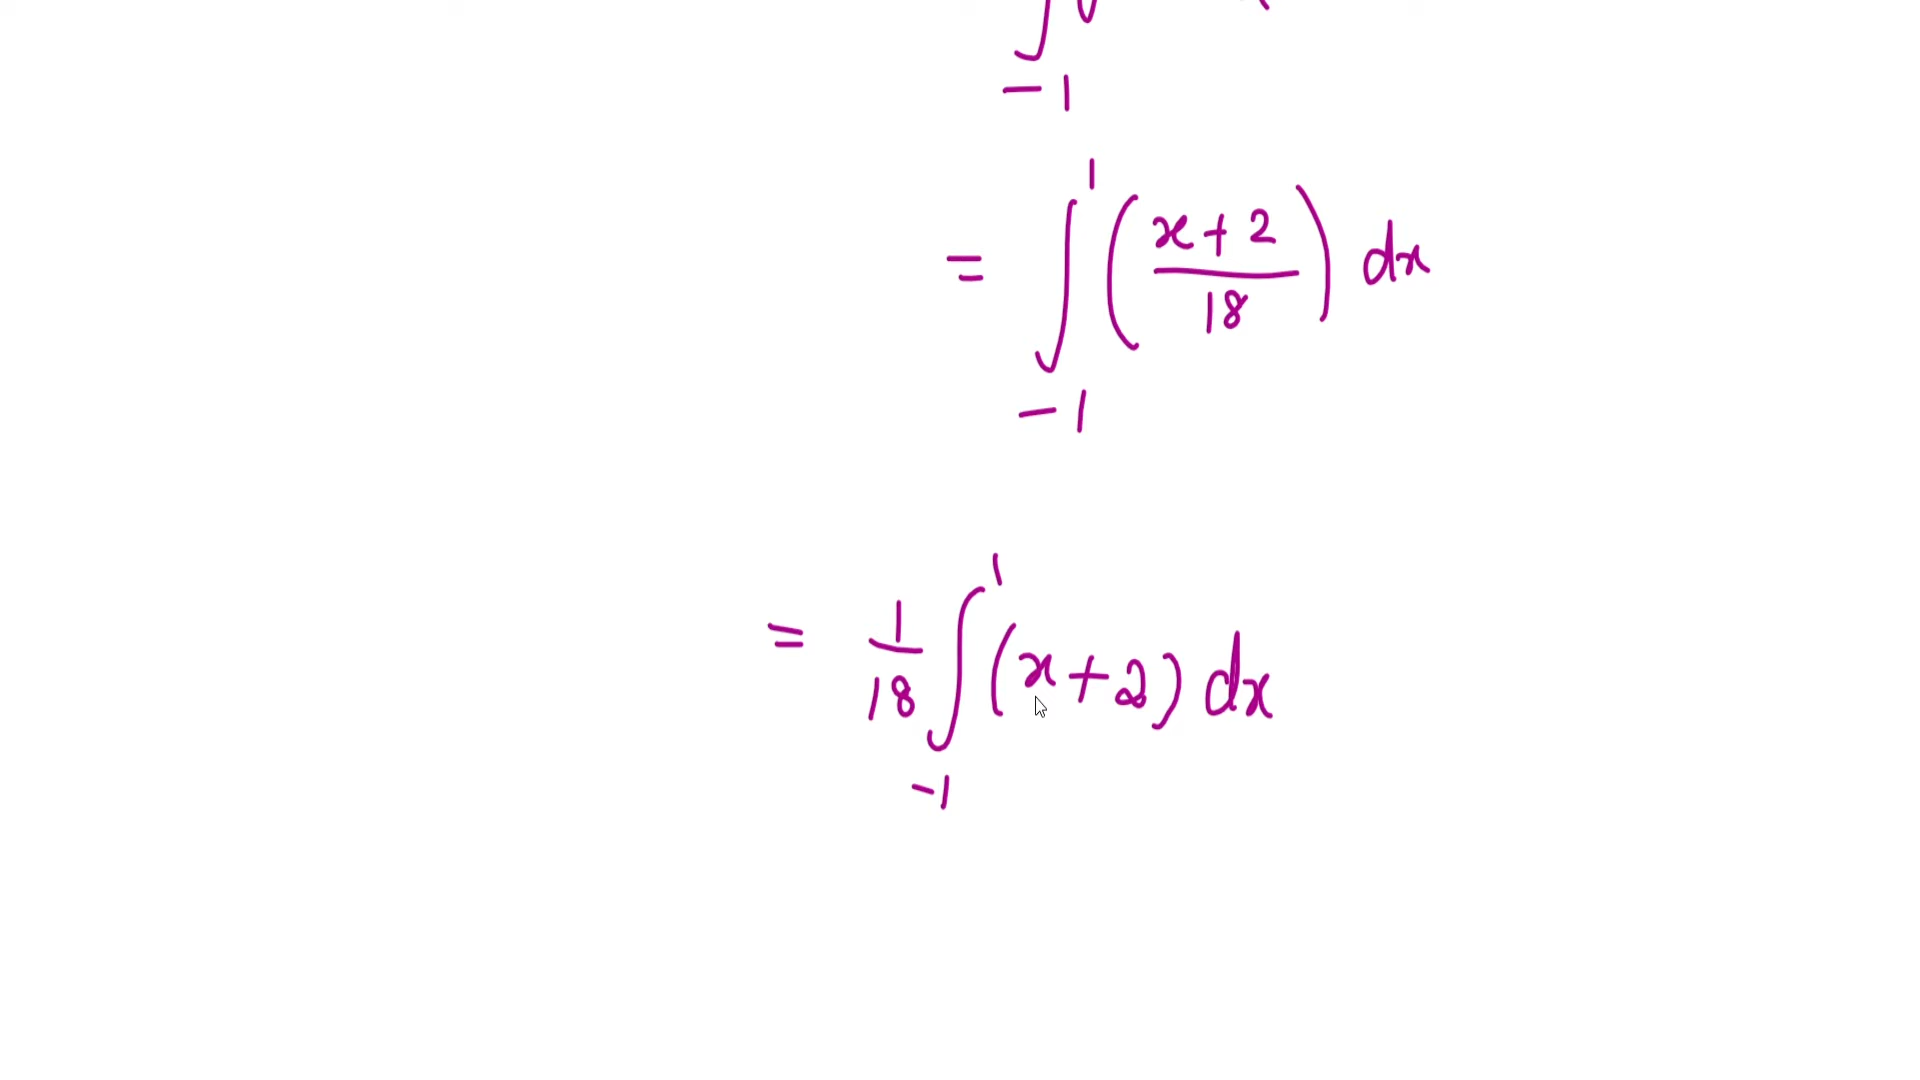 − 1
= ∫_{−1}^{1} ( (x + 2) / 18 ) dx
= 1/18 ∫_{−1}^{1} (x + 2) dx